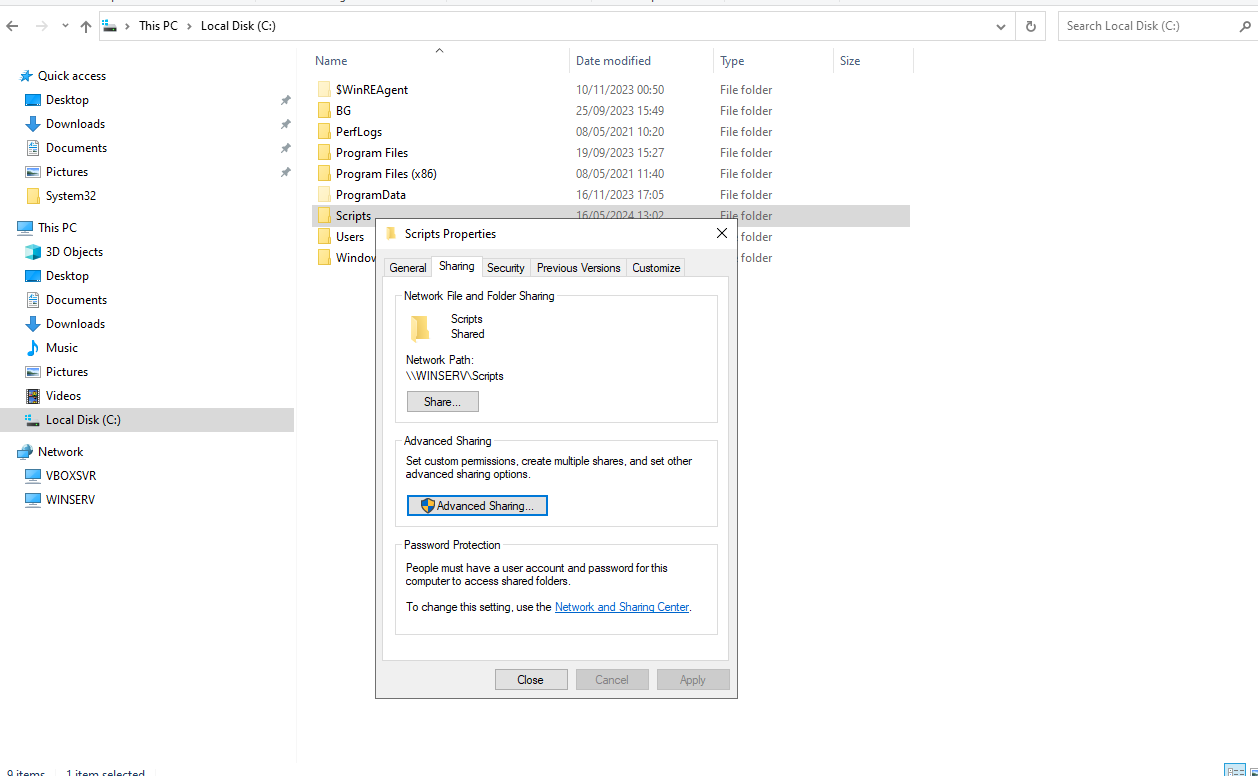 This PC > Local Disk (C:)
Search Local Disk (C:)
Name Date modified Type Size
Quick access
Desktop
Downloads
Documents
Pictures
System32
This PC
3D Objects
Desktop
Documents
Downloads
Music
Pictures
Videos
Local Disk (C:)
Network
VBOXSVR
WINSERV
$WinREAgent 10/11/2023 00:50 File folder
BG 25/09/2023 15:49 File folder
PerfLogs 08/05/2021 10:20 File folder
Program Files 19/09/2023 15:27 File folder
Program Files (x86) 08/05/2021 11:40 File folder
ProgramData 16/11/2023 17:05 File folder
Scripts 16/05/2024 13:02 File folder
Users folder
Window folder
Scripts Properties
General Sharing Security Previous Versions Customize
Network File and Folder Sharing
Scripts
Shared
Network Path:
\\WINSERV\Scripts
Share...
Advanced Sharing
Set custom permissions, create multiple shares, and set other
advanced sharing options.
Advanced Sharing...
Password Protection
People must have a user account and password for this
computer to access shared folders.
To change this setting, use the Network and Sharing Center.
Close Cancel Apply
9 items 1 item selected